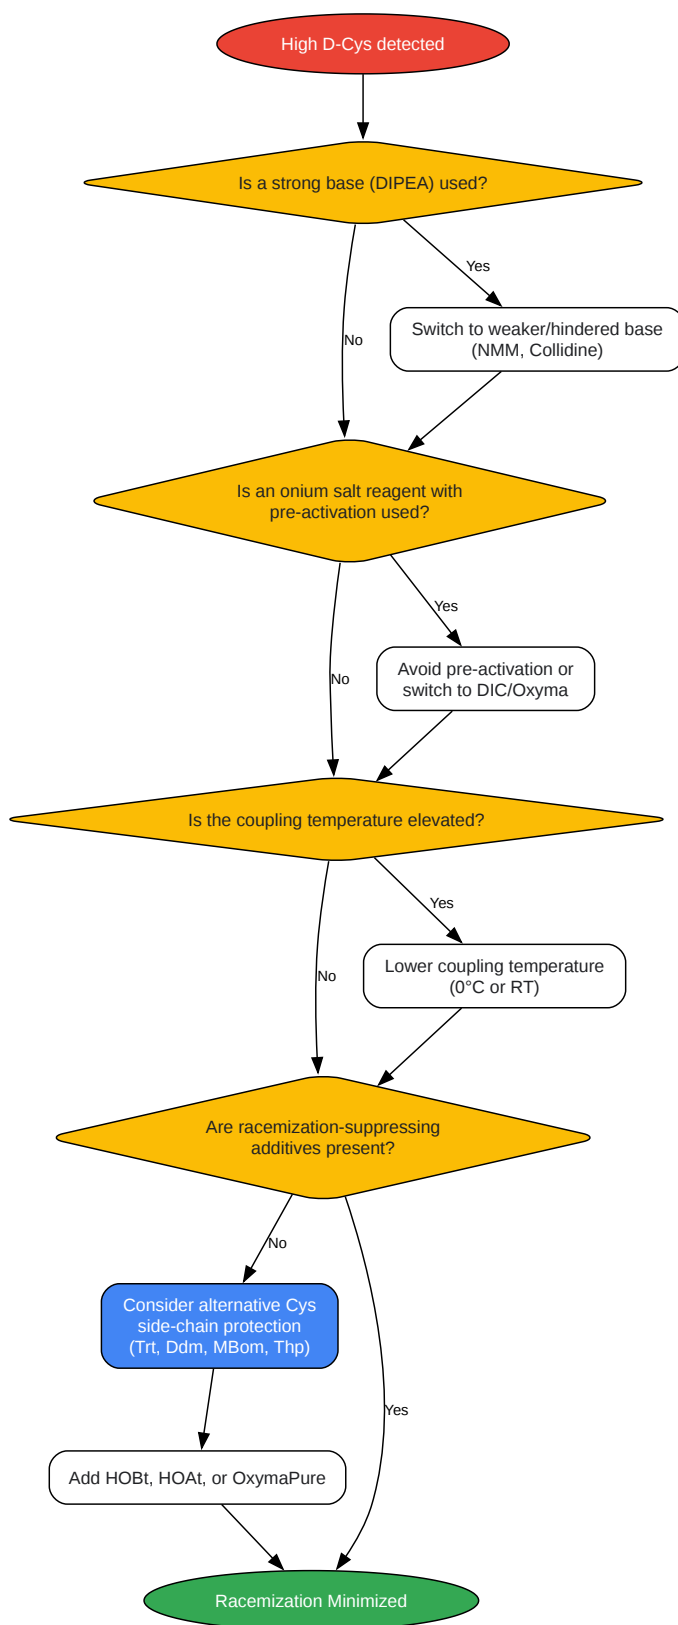 High D-Cys detected
Is a strong base (DIPEA) used?
Yes
Switch to weaker/hindered base
(NMM, Collidine)
No
Is an onium salt reagent with
pre-activation used?
Yes
Avoid pre-activation or
switch to DIC/Oxyma
No
Is the coupling temperature elevated?
Yes
Lower coupling temperature
(0°C or RT)
No
Are racemization-suppressing
additives present?
No
Consider alternative Cys
side-chain protection
(Trt, Ddm, MBom, Thp)
Yes
Add HOBt, HOAt, or OxymaPure
Racemization Minimized